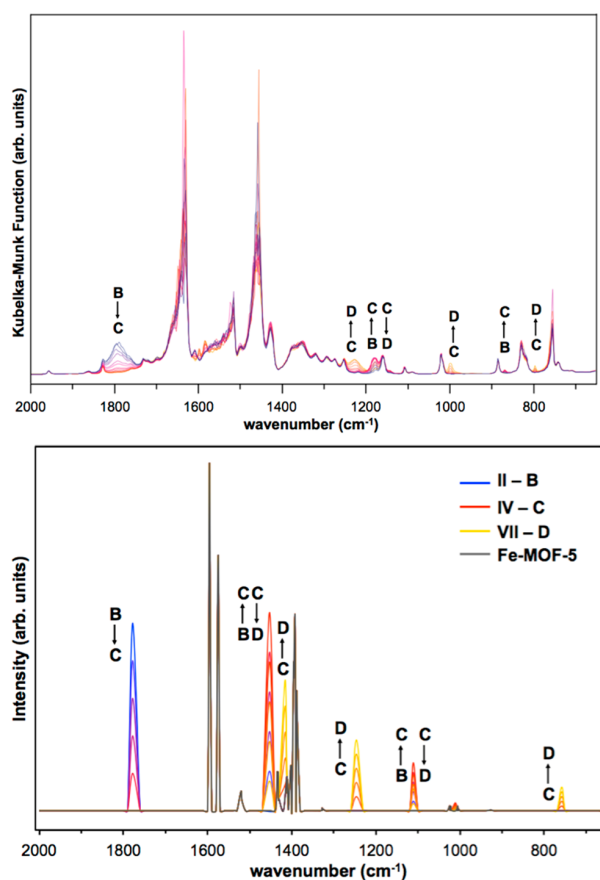 Kubelka-Munk Function (arb. units)
B
C
D
C
C C
B D
D
C
C
B
D
C
2000 1800 1600 1400 1200 1000 800
wavenumber (cm-1)
Intensity (arb. units)
II – B
IV – C
VII – D
Fe-MOF-5
B
C
C C
B D
D
C
D
C
C C
B D
D
C
2000 1800 1600 1400 1200 1000 800
wavenumber (cm-1)